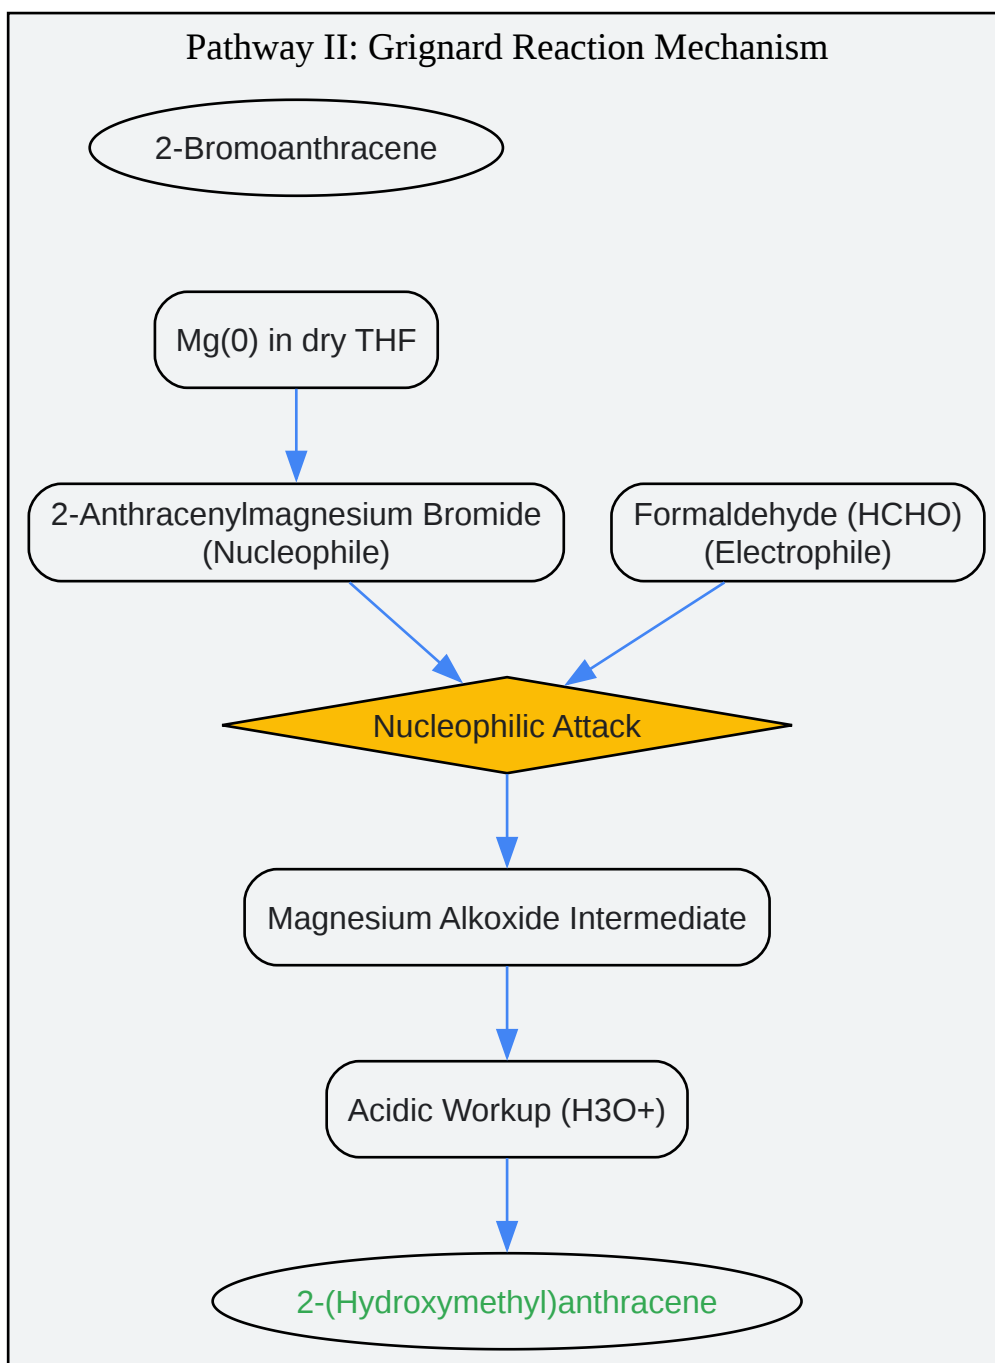 Pathway II: Grignard Reaction Mechanism
2-Bromoanthracene
Mg(0) in dry THF
2-Anthracenylmagnesium Bromide
(Nucleophile)
Formaldehyde (HCHO)
(Electrophile)
Nucleophilic Attack
Magnesium Alkoxide Intermediate
Acidic Workup (H3O+)
2-(Hydroxymethyl)anthracene